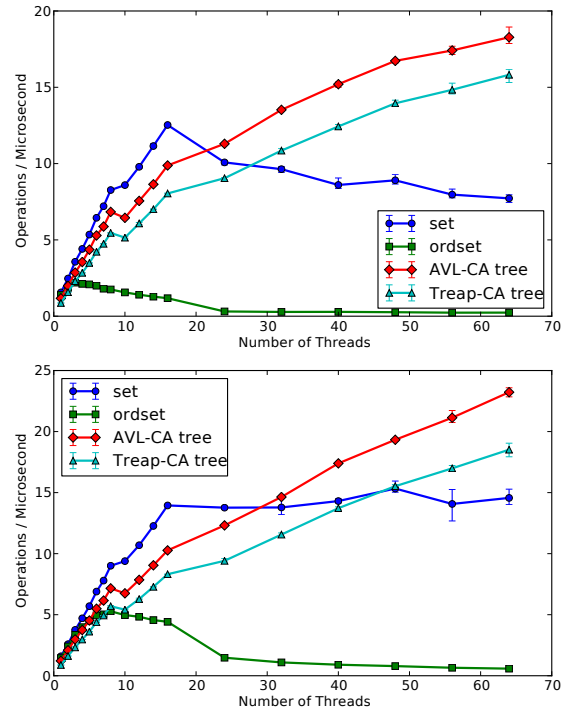 20
15
10
5
0
Operations / Microsecond
set
ordset
AVL-CA tree
Treap-CA tree
0 10 20 30 40 50 60 70
Number of Threads
25
20
15
10
5
0
Operations / Microsecond
set
ordset
AVL-CA tree
Treap-CA tree
0 10 20 30 40 50 60 70
Number of Threads